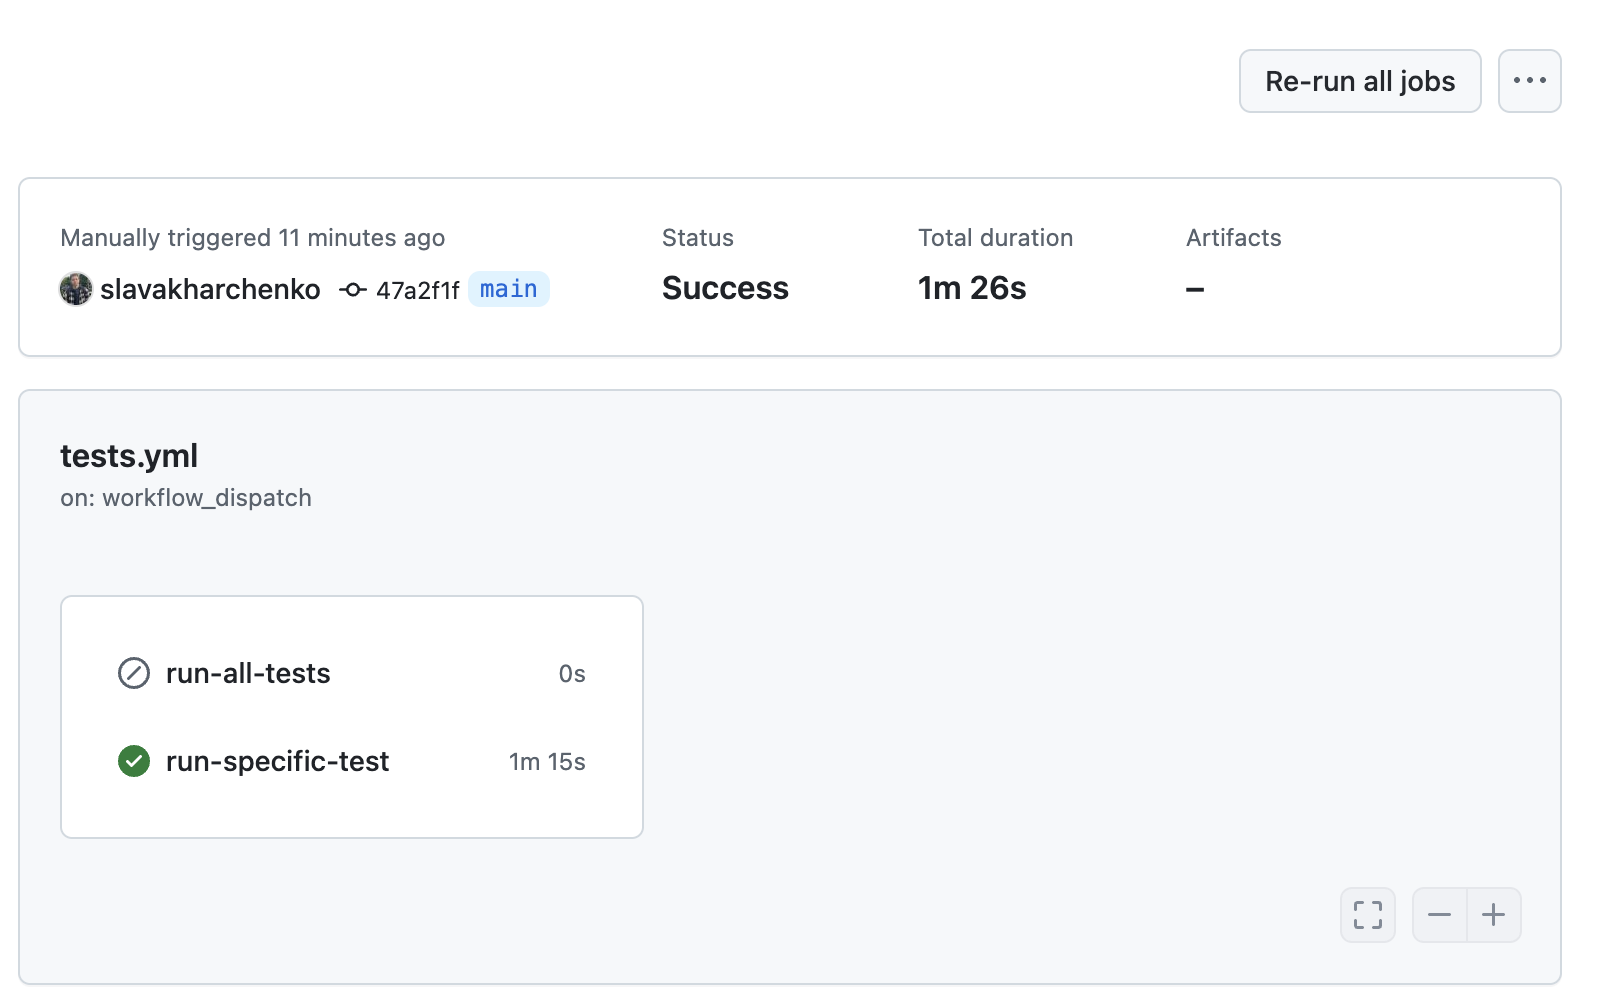 Re-run all jobs
Manually triggered 11 minutes ago
slavakharchenko 47a2f1f main
Status
Success
Total duration
1m 26s
Artifacts
–
tests.yml
on: workflow_dispatch
run-all-tests 0s
run-specific-test 1m 15s